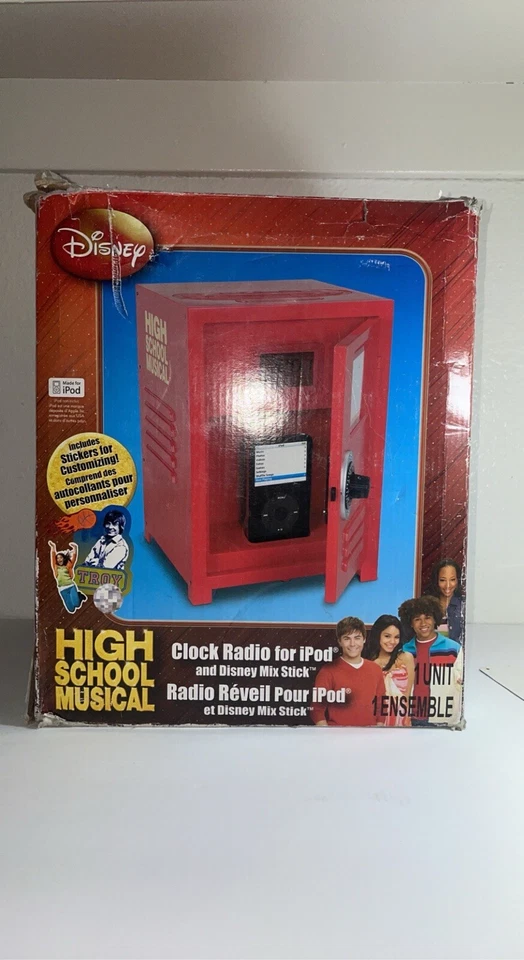 Disney
HIGH
SCHOOL
MUSICAL
Made for
iPod
includes
Stickers for
Customizing!
Comprend des
autocollants pour
personnaliser
TROY
HIGH
SCHOOL
MUSICAL
Clock Radio for iPod®
and Disney Mix Stick™
Radio Réveil Pour iPod®
et Disney Mix Stick™
1 UNIT
1 ENSEMBLE